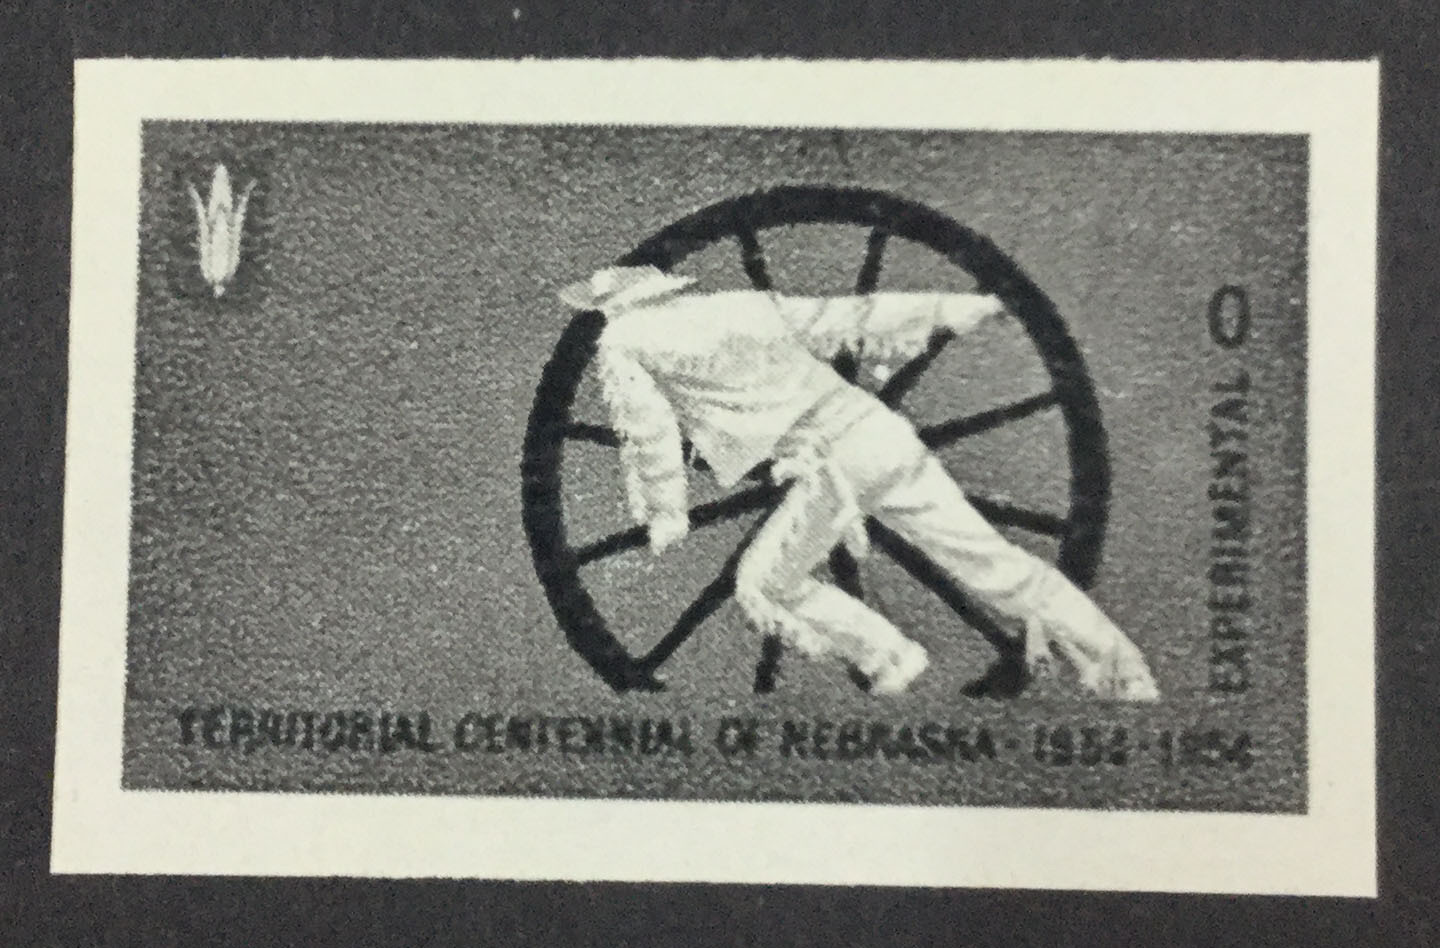 EXPERIMENTAL O
TERRITORIAL CENTENNIAL OF NEBRASKA - 1854 - 1954